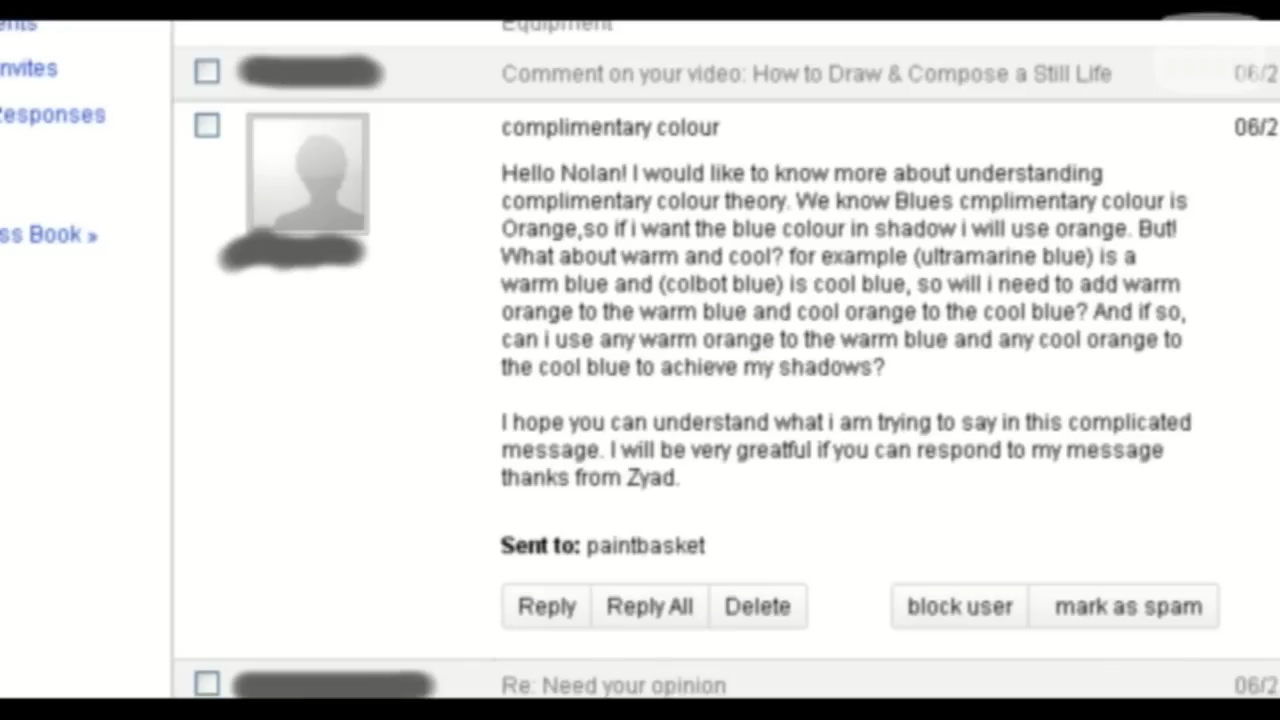 Equipment
nvites
Comment on your video: How to Draw & Compose a Still Life
06/2
Responses
complimentary colour
06/2
Hello Nolan! I would like to know more about understanding
complimentary colour theory. We know Blues cmplimentary colour is
Orange,so if i want the blue colour in shadow i will use orange. But!
What about warm and cool? for example (ultramarine blue) is a
warm blue and (colbot blue) is cool blue, so will i need to add warm
orange to the warm blue and cool orange to the cool blue? And if so,
can i use any warm orange to the warm blue and any cool orange to
the cool blue to achieve my shadows?
ss Book »
I hope you can understand what i am trying to say in this complicated
message. I will be very greatful if you can respond to my message
thanks from Zyad.
Sent to: paintbasket
Reply Reply All Delete block user mark as spam
Re: Need your opinion
06/2